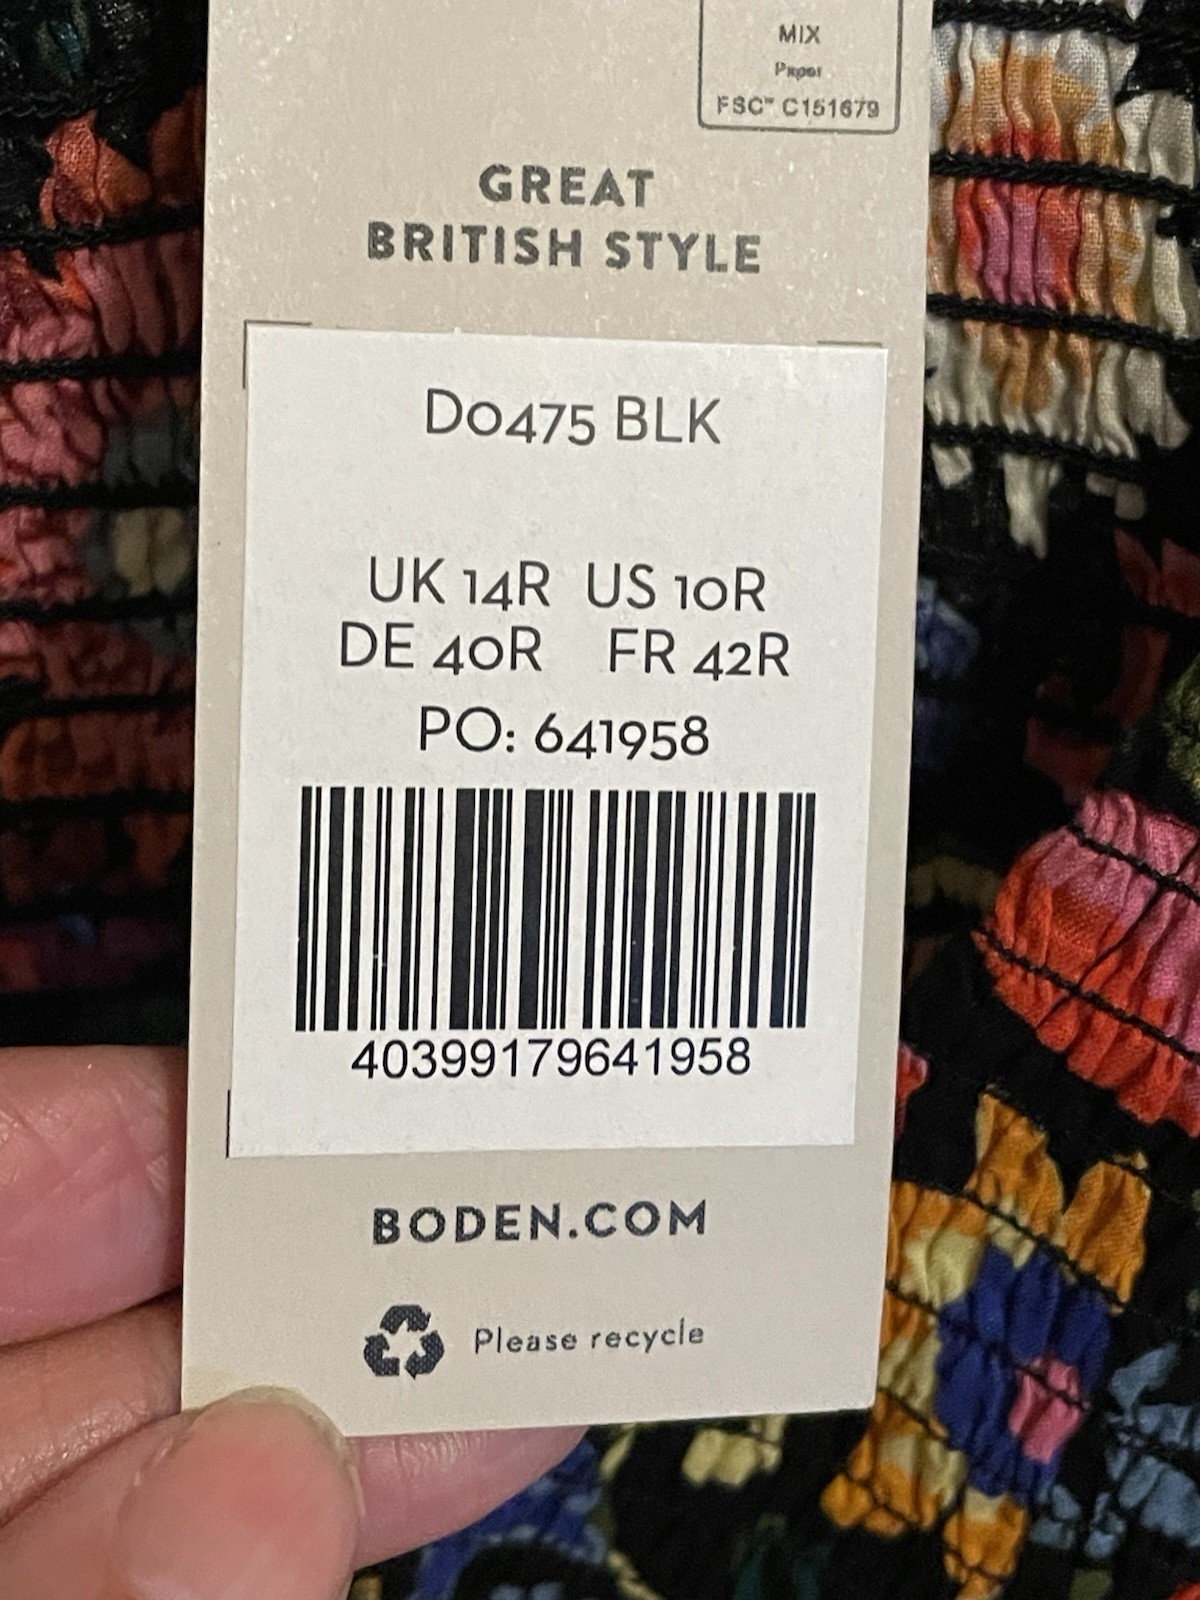 MIX
Paper
FSC™ C151679
GREAT
BRITISH STYLE
D0475 BLK
UK 14R US 10R
DE 40R FR 42R
PO: 641958
40399179641958
BODEN.COM
Please recycle